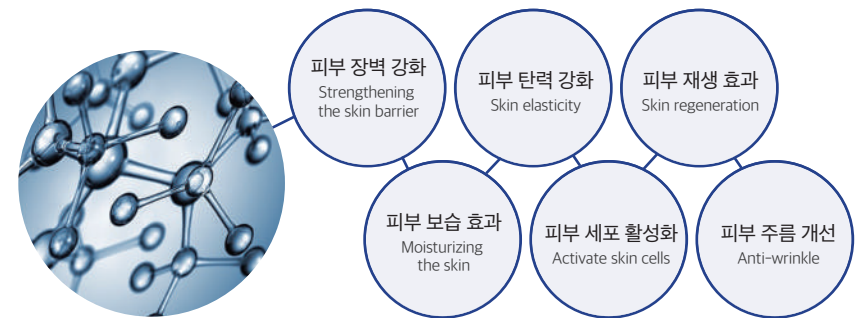 피부 장벽 강화
Strengthening
the skin barrier
피부 탄력 강화
Skin elasticity
피부 재생 효과
Skin regeneration
피부 보습 효과
Moisturizing
the skin
피부 세포 활성화
Activate skin cells
피부 주름 개선
Anti-wrinkle